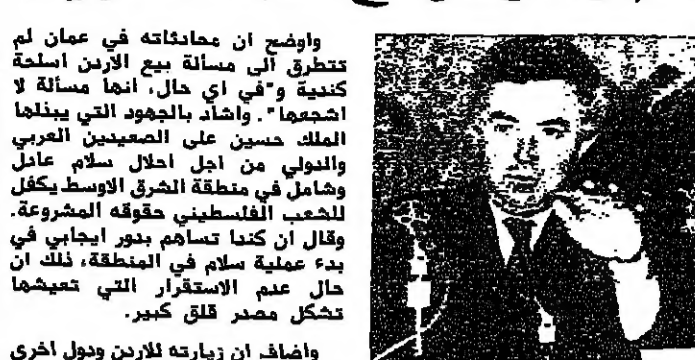 واوضح ان محادثاته في عمان لم
تتطرق الى مسألة بيع الاردن اسلحة
كندية و"في اي حال، انها مسألة لا
اشجعها". واشاد بالجهود التي يبذلها
الملك حسين على الصعيدين العربي
والدولي من اجل احلال سلام عادل
وشامل في منطقة الشرق الاوسط يكفل
للشعب الفلسطيني حقوقه المشروعة.
وقال ان كندا تساهم بدور ايجابي في
بدء عملية سلام في المنطقة، ذلك ان
حال عدم الاستقرار التي تعيشها
تشكل مصدر قلق كبير.
واضاف ان زيارته للاردن ودول اخرى